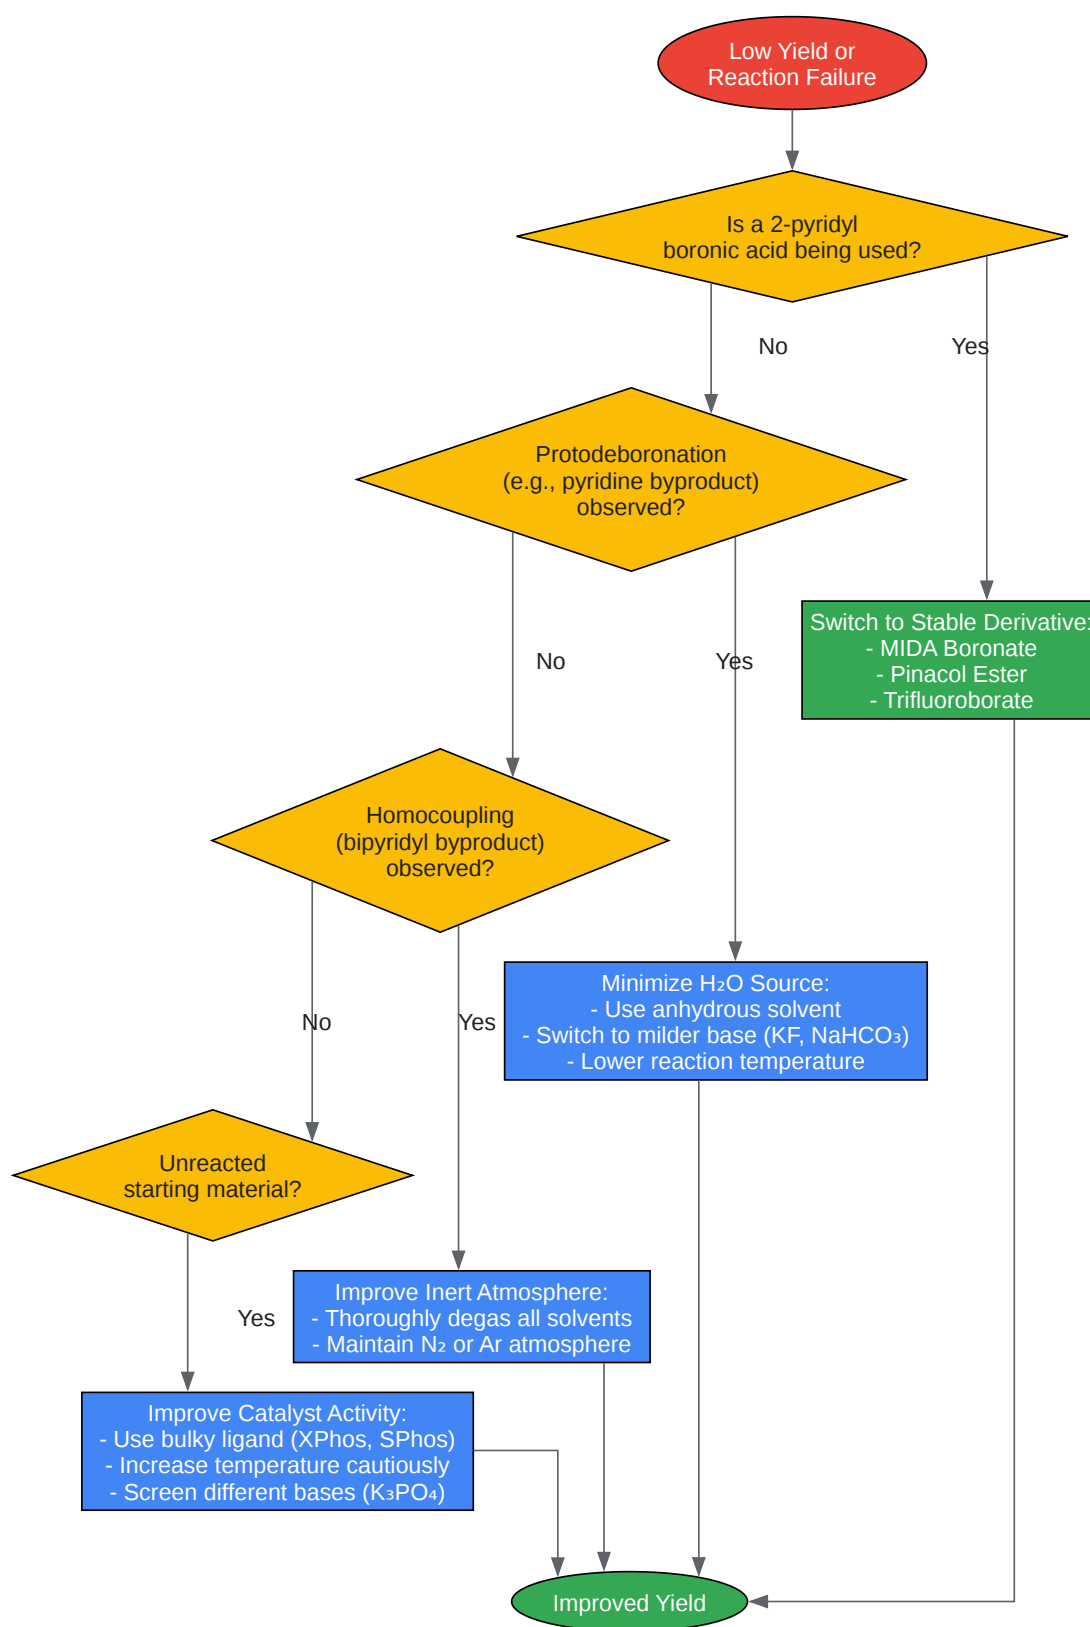 Low Yield or
Reaction Failure
Is a 2-pyridyl
boronic acid being used?
No
Yes
Protodeboronation
(e.g., pyridine byproduct)
observed?
Switch to Stable Derivative:
- MIDA Boronate
- Pinacol Ester
- Trifluoroborate
No
Yes
Homocoupling
(bipyridyl byproduct)
observed?
Minimize H₂O Source:
- Use anhydrous solvent
- Switch to milder base (KF, NaHCO₃)
- Lower reaction temperature
No
Yes
Unreacted
starting material?
Improve Inert Atmosphere:
- Thoroughly degas all solvents
- Maintain N₂ or Ar atmosphere
Yes
Improve Catalyst Activity:
- Use bulky ligand (XPhos, SPhos)
- Increase temperature cautiously
- Screen different bases (K₃PO₄)
Improved Yield